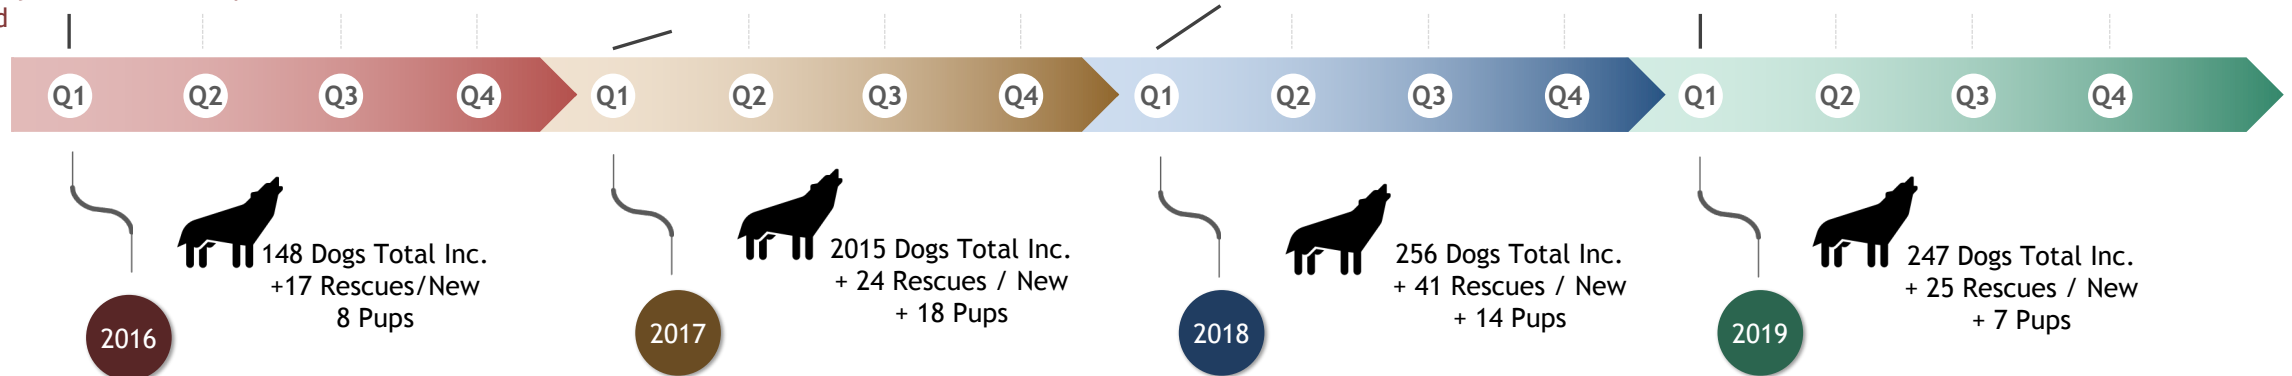 d
Q1 Q2 Q3 Q4 Q1 Q2 Q3 Q4 Q1 Q2 Q3 Q4 Q1 Q2 Q3 Q4
148 Dogs Total Inc.
+17 Rescues/New
8 Pups
2016
2015 Dogs Total Inc.
+ 24 Rescues / New
+ 18 Pups
2017
256 Dogs Total Inc.
+ 41 Rescues / New
+ 14 Pups
2018
247 Dogs Total Inc.
+ 25 Rescues / New
+ 7 Pups
2019